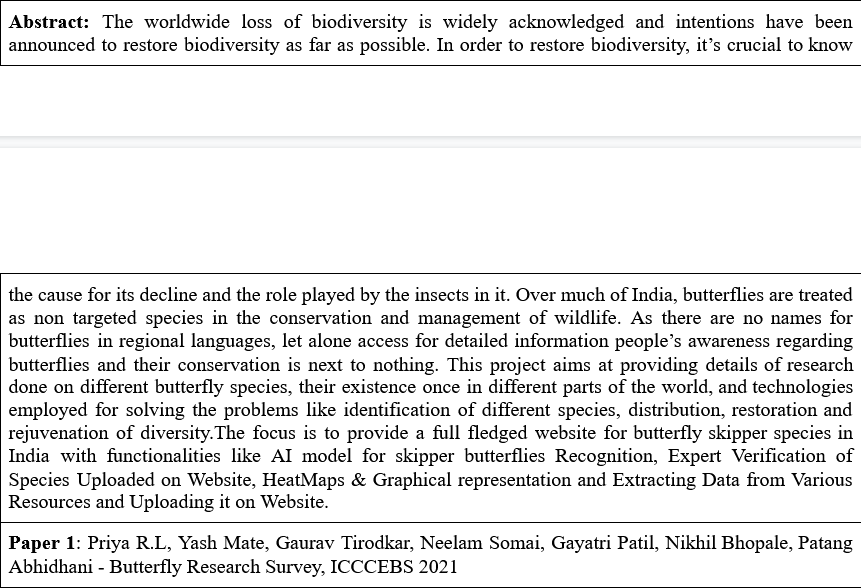 Abstract: The worldwide loss of biodiversity is widely acknowledged and intentions have been
announced to restore biodiversity as far as possible. In order to restore biodiversity, it’s crucial to know
the cause for its decline and the role played by the insects in it. Over much of India, butterflies are treated
as non targeted species in the conservation and management of wildlife. As there are no names for
butterflies in regional languages, let alone access for detailed information people’s awareness regarding
butterflies and their conservation is next to nothing. This project aims at providing details of research
done on different butterfly species, their existence once in different parts of the world, and technologies
employed for solving the problems like identification of different species, distribution, restoration and
rejuvenation of diversity.The focus is to provide a full fledged website for butterfly skipper species in
India with functionalities like AI model for skipper butterflies Recognition, Expert Verification of
Species Uploaded on Website, HeatMaps & Graphical representation and Extracting Data from Various
Resources and Uploading it on Website.
Paper 1: Priya R.L, Yash Mate, Gaurav Tirodkar, Neelam Somai, Gayatri Patil, Nikhil Bhopale, Patang
Abhidhani - Butterfly Research Survey, ICCCEBS 2021